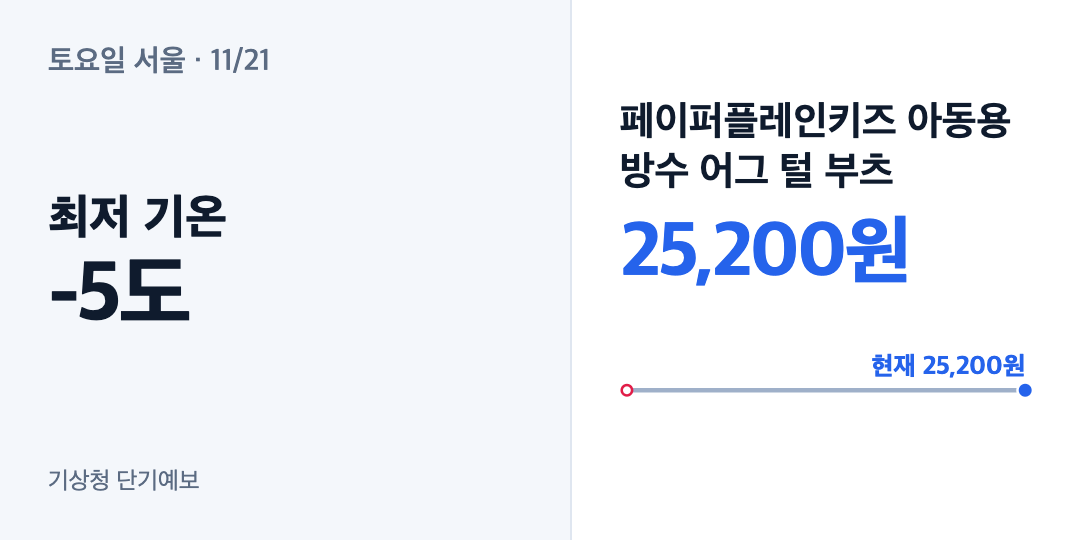 토요일 서울 · 11/21
최저 기온
-5도
기상청 단기예보
페이퍼플레인키즈 아동용
방수 어그 털 부츠
25,200원
현재 25,200원